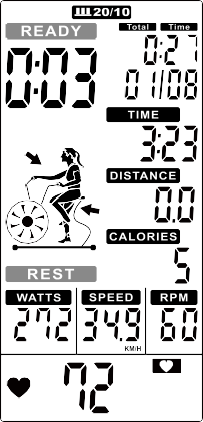 20/10
READY
Total Time
0:27
0:03
01/08
TIME
3:23
DISTANCE
0.0
CALORIES
5
REST
WATTS SPEED RPM
272 34.9 60
KM/H
72